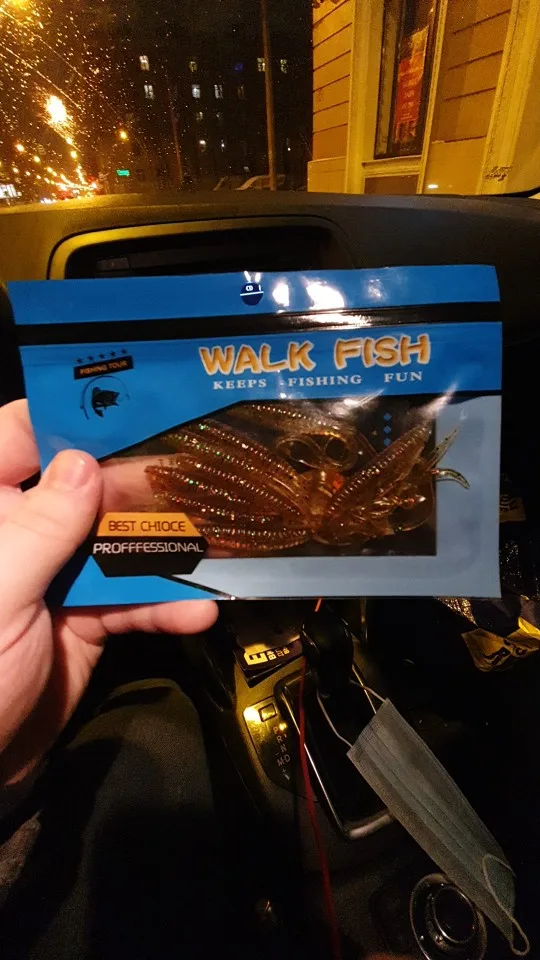 WALK FISH
KEEPS - FISHING FUN
FISHING TOUR
BEST CHIOCE
PROFFFESSIONAL
P
R
N
M D